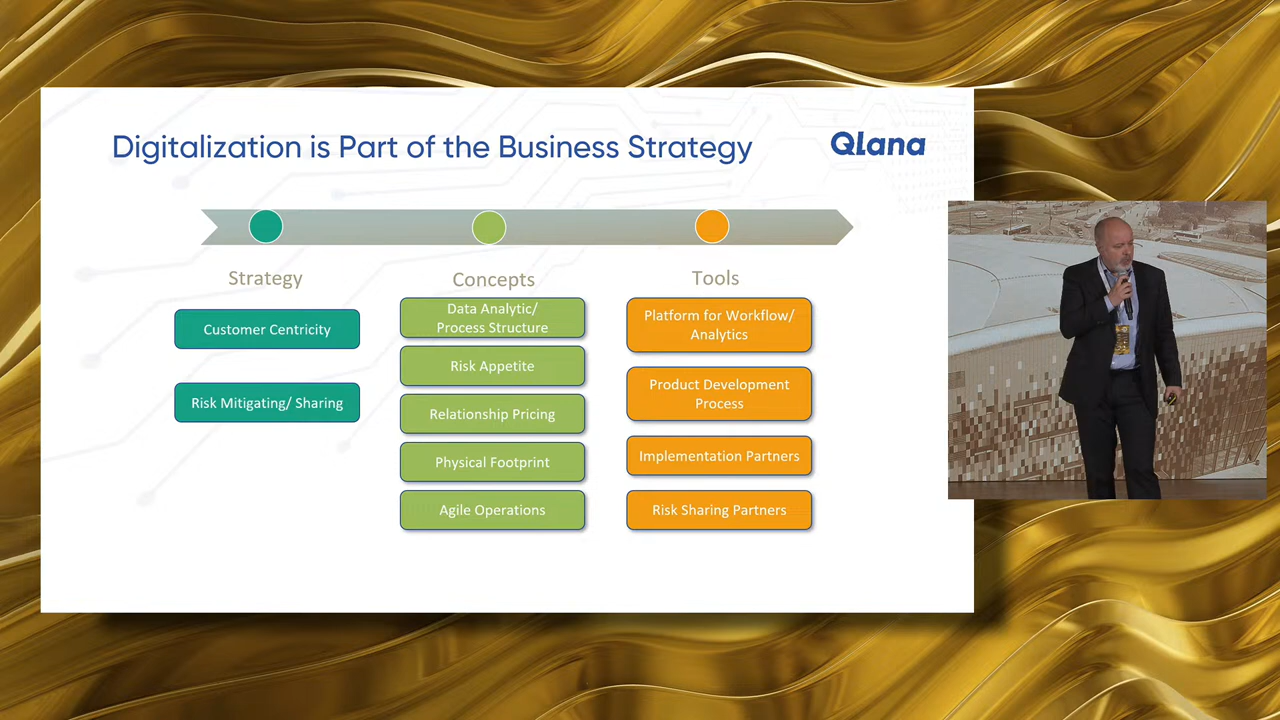 Digitalization is Part of the Business Strategy
Qlana
Strategy
Concepts
Tools
Customer Centricity
Risk Mitigating/ Sharing
Data Analytic/
Process Structure
Risk Appetite
Relationship Pricing
Physical Footprint
Agile Operations
Platform for Workflow/
Analytics
Product Development
Process
Implementation Partners
Risk Sharing Partners